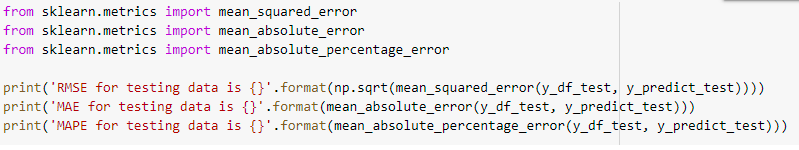 from sklearn.metrics import mean_squared_error
from sklearn.metrics import mean_absolute_error
from sklearn.metrics import mean_absolute_percentage_error
print('RMSE for testing data is {}'.format(np.sqrt(mean_squared_error(y_df_test, y_predict_test))))
print('MAE for testing data is {}'.format(mean_absolute_error(y_df_test, y_predict_test)))
print('MAPE for testing data is {}'.format(mean_absolute_percentage_error(y_df_test, y_predict_test)))